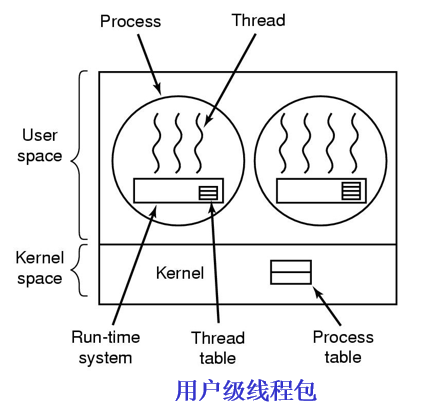 Process
Thread
User
space
Kernel
space
Kernel
Run-time
system
Thread
table
Process
table
用户级线程包